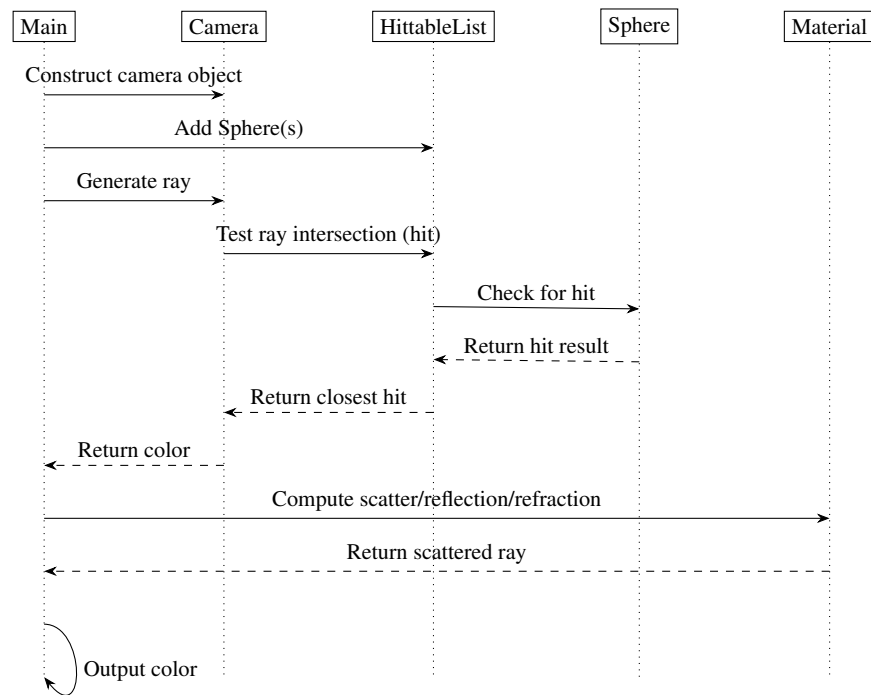 Main Camera HittableList Sphere Material
Construct camera object
Add Sphere(s)
Generate ray
Test ray intersection (hit)
Check for hit
Return hit result
Return closest hit
Return color
Compute scatter/reflection/refraction
Return scattered ray
Output color